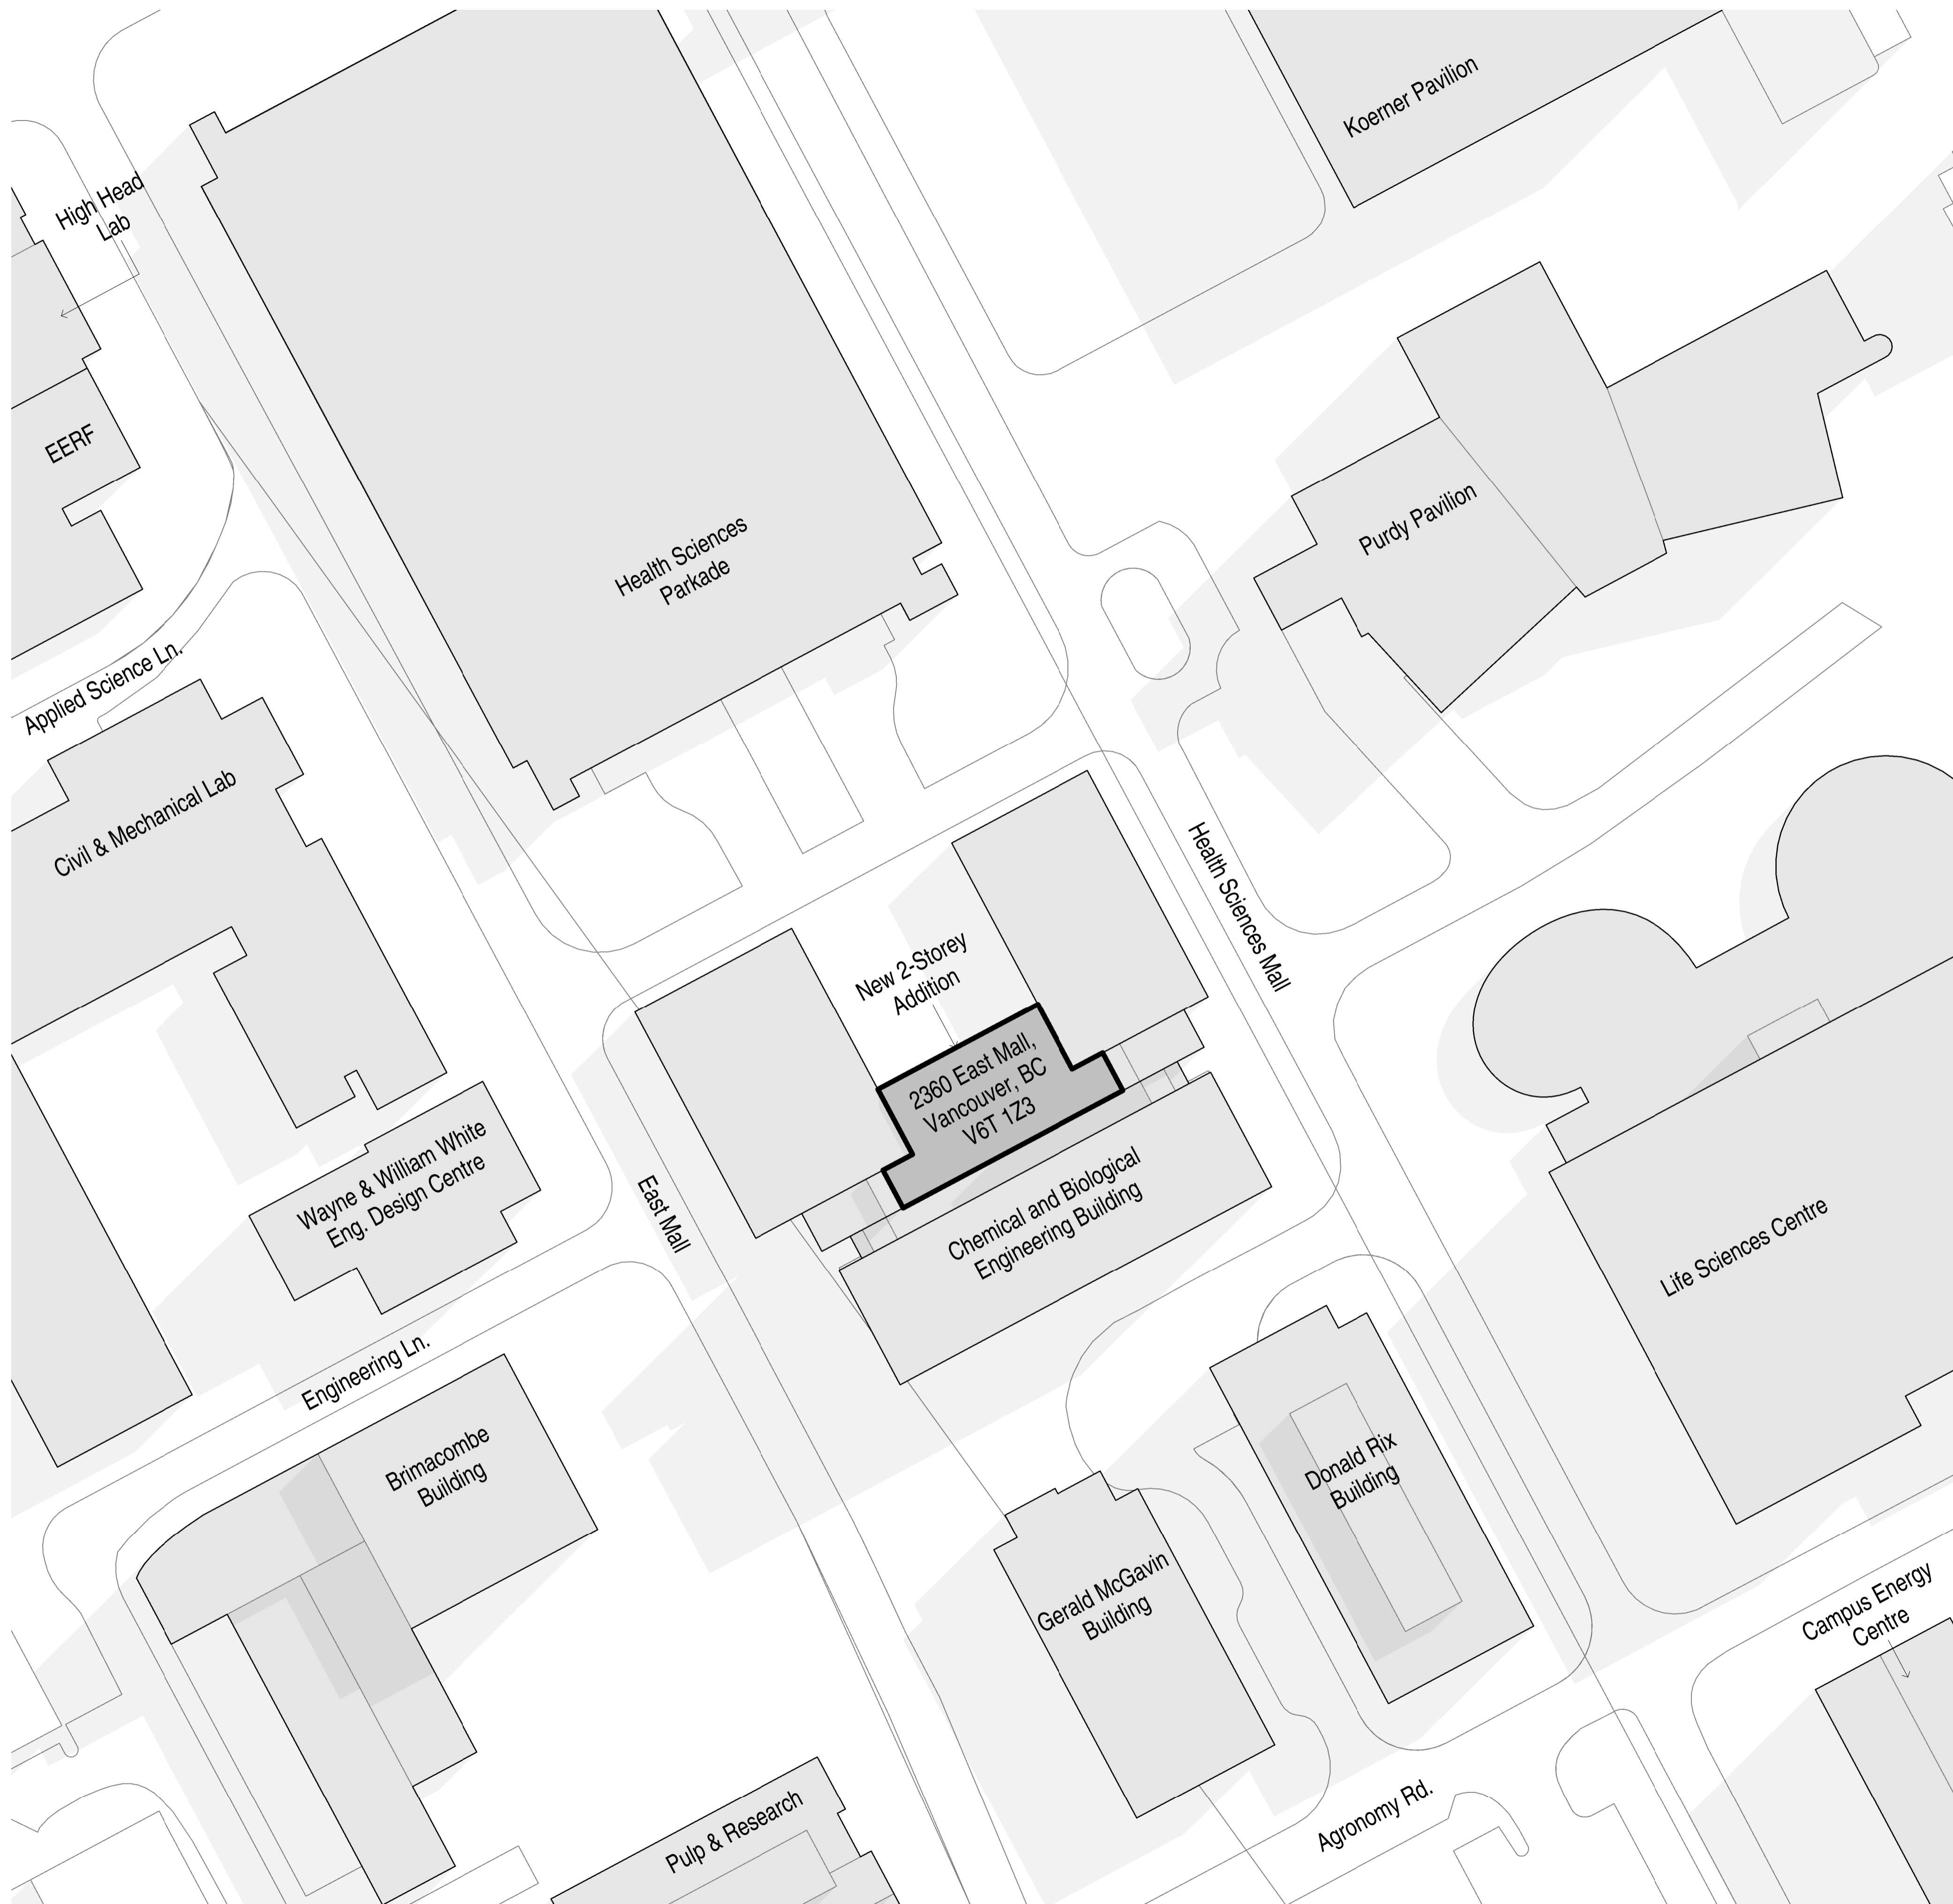 Koerner Pavilion
High Head
Lab
EERF
Health Sciences
Parkade
Purdy Pavilion
Applied Science Ln.
Civil & Mechanical Lab
Health Sciences Mall
New 2-Storey
Addition
2360 East Mall,
Vancouver, BC
V6T 1Z3
Wayne & William White
Eng. Design Centre
East Mall
Chemical and Biological
Engineering Building
Life Sciences Centre
Engineering Ln.
Brimacombe
Building
Donald Rix
Building
Gerald McGavin
Building
Campus Energy
Centre
Pulp & Research
Agronomy Rd.